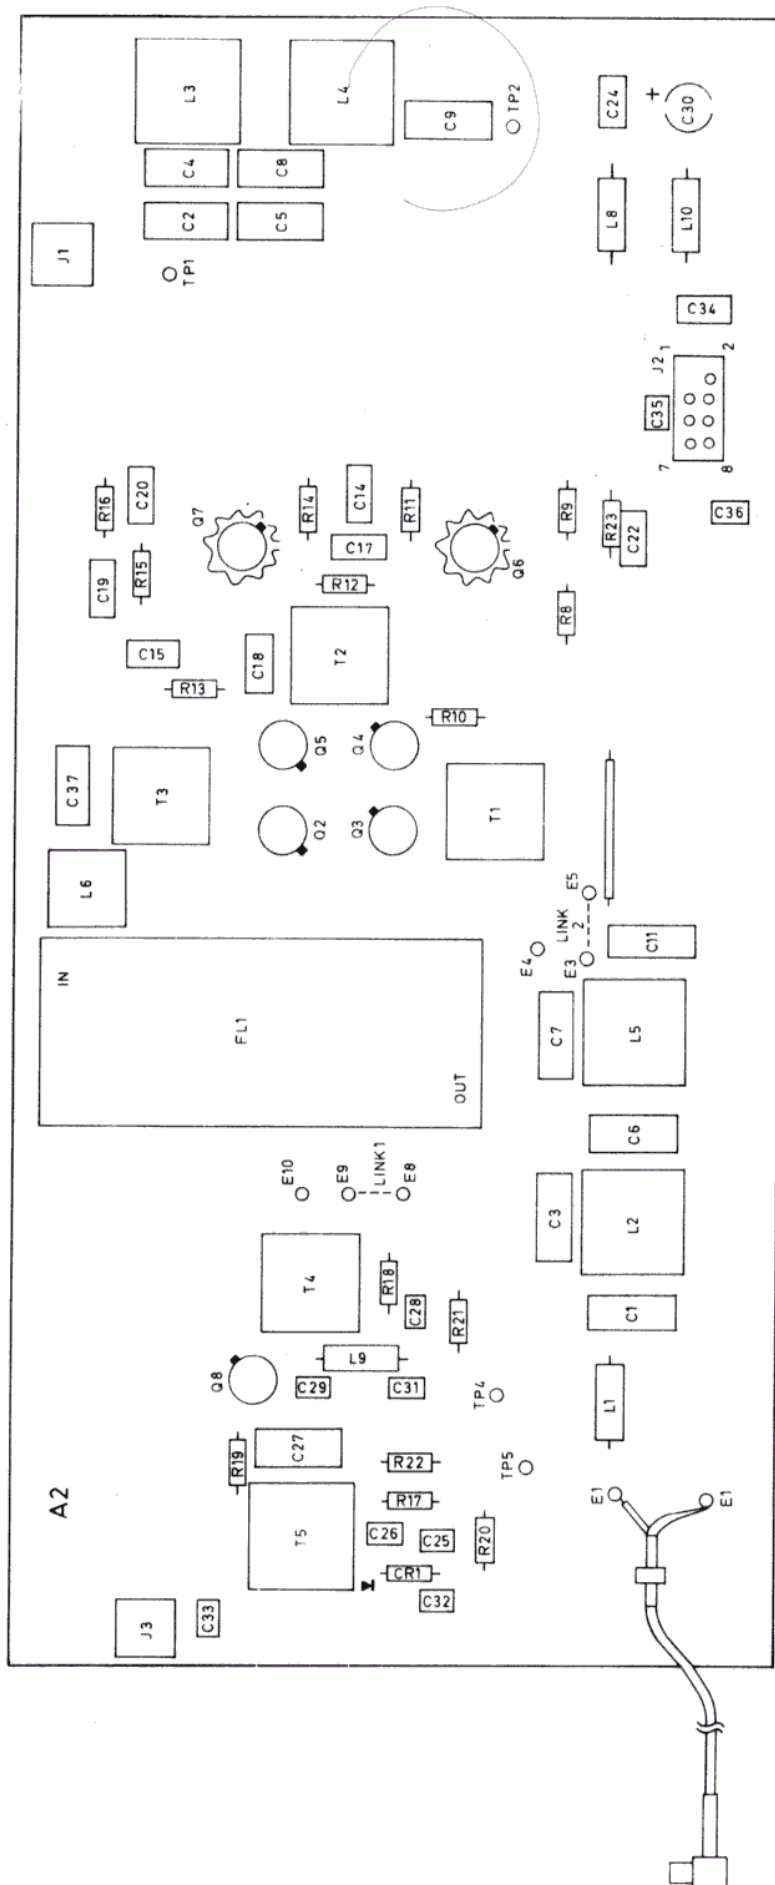 L3
L4
C9
TP2
C24
+
C30
C4
C8
C2
C5
L8
L10
J1
TP1
C34
J2
1
2
C35
7
8
R16
C20
Q7
R14
C14
R11
R9
R23
C22
C36
C19
R15
C17
Q6
R12
R8
C15
R13
C18
T2
R10
C37
T3
Q5
Q4
T1
L6
Q2
Q3
E5
LINK
2
E4
E3
C11
IN
FL1
OUT
C7
L5
C6
E10
E9
LINK1
E8
C3
L2
T4
R18
C28
R21
C1
Q8
L9
C29
C31
TP4
L1
R19
C27
R22
TP5
A2
T5
R17
C26
C25
R20
E1
E1
CR1
C32
J3
C33